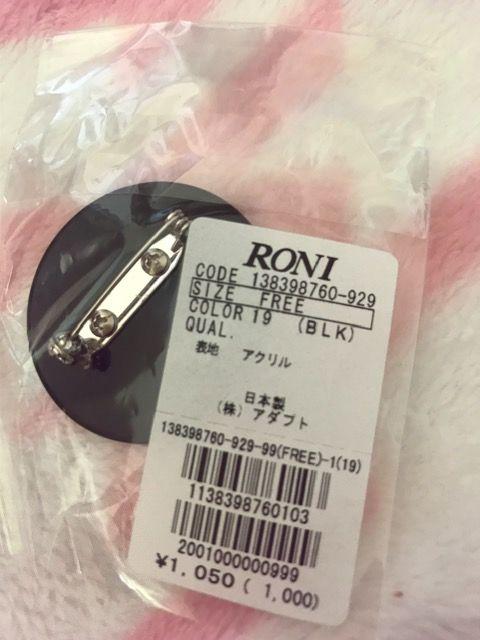 RONI
CODE 138398760-929
SIZE FREE
COLOR 19 (BLK)
QUAL.
表地 アクリル
日本製
(株) アダプト
138398760-929-99(FREE)-1(19)
1138398760103
2001000000999
¥1,050( 1,000)